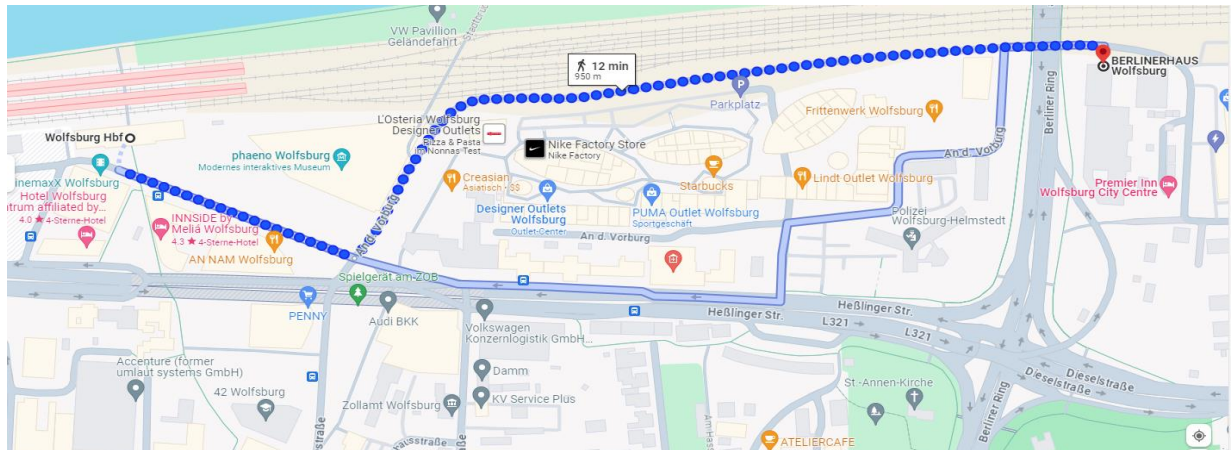 VW Pavillion
Geländefahrt
Stadtbrü
12 min
950 m
BERLINERHAUS
Wolfsburg
Parkplatz
Frittenwerk Wolfsburg
Berliner Ring
Wolfsburg Hbf
L'Osteria Wolfsburg
Designer Outlets
Pizza & Pasta
im Nonnas-Test
Nike Factory Store
Nike Factory
An d. Vorburg
phaeno Wolfsburg
Modernes interaktives Museum
inemaxX Wolfsburg
Hotel Wolfsburg
ntrum affiliated by...
4.0 ★ 4-Sterne-Hotel
Creasian
Asiatisch · $$
Starbucks
Lindt Outlet Wolfsburg
Premier Inn
Wolfsburg City Centre
INNSiDE by
Meliá Wolfsburg
4.3 ★ 4-Sterne-Hotel
An d. Vorburg
Designer Outlets
Wolfsburg
Outlet-Center
PUMA Outlet Wolfsburg
Sportgeschäft
Polizei
Wolfsburg-Helmstedt
An d. Vorburg
AN NAM Wolfsburg
Spielgerät am ZOB
PENNY
Audi BKK
Heßlinger Str.
Heßlinger Str.
L321
L321
Volkswagen
Konzernlogistik GmbH...
Accenture (former
umlaut systems GmbH)
Damm
42 Wolfsburg
KV Service Plus
Zollamt Wolfsburg
St.-Annen-Kirche
Dieselstraße
Dieselstraße
Berliner Ring
ATELIERCAFE